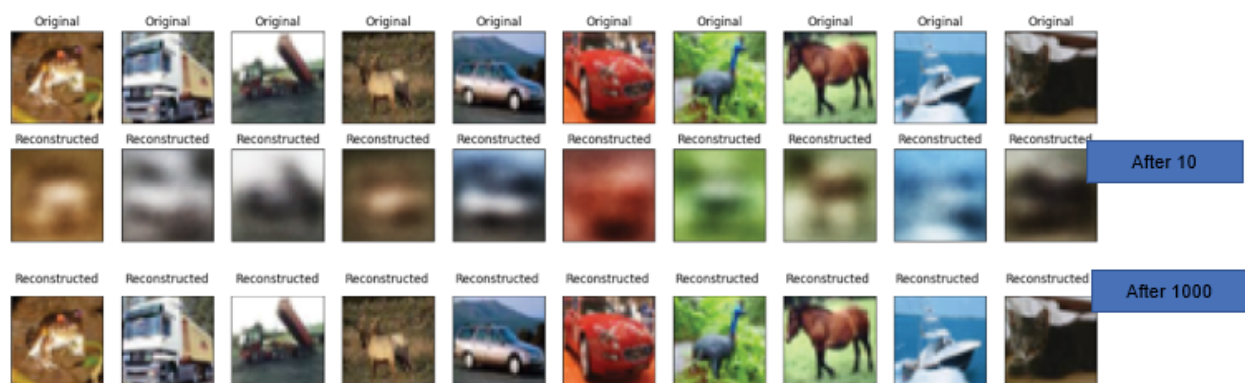 Original Original Original Original Original Original Original Original Original Original
Reconstructed Reconstructed Reconstructed Reconstructed Reconstructed Reconstructed Reconstructed Reconstructed Reconstructed Reconstructed
After 10
Reconstructed Reconstructed Reconstructed Reconstructed Reconstructed Reconstructed Reconstructed Reconstructed Reconstructed Reconstructed
After 1000